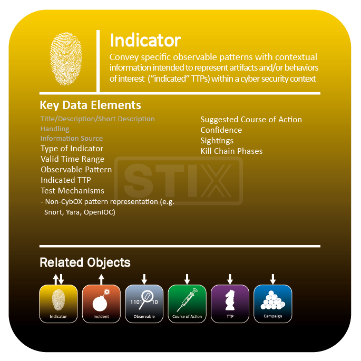 Indicator
Convey specific observable patterns with contextual
information intended to represent artifacts and/or behaviors
of interest ("indicated" TTPs) within a cyber security context
Key Data Elements
Title/Description/Short Description
Handling
Information Source
Type of Indicator
Valid Time Range
Observable Pattern
Indicated TTP
Test Mechanisms
- Non-CybOX pattern representation (e.g.
Snort, Yara, OpenIOC)
Suggested Course of Action
Confidence
Sightings
Kill Chain Phases
STIX
Related Objects
Indicator
Incident
Observable
Course of Action
TTP
Campaign